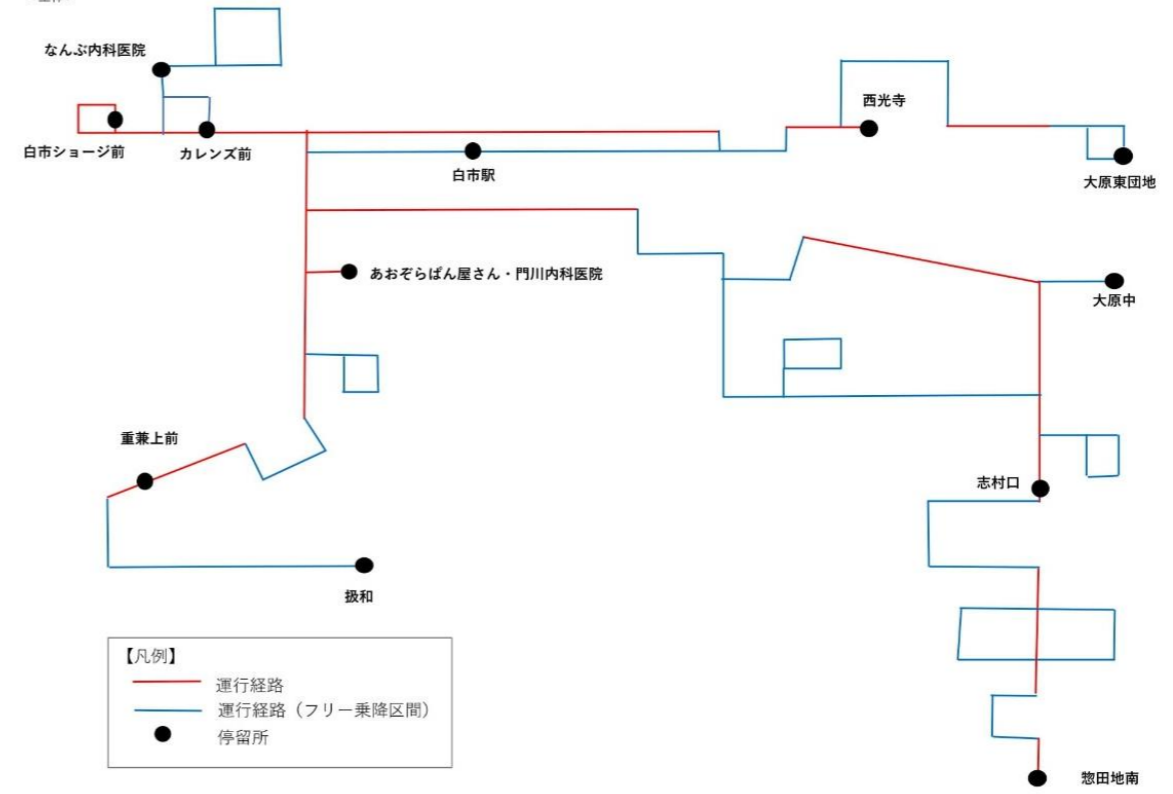 なんぶ内科医院
西光寺
白市ショージ前
カレンズ前
白市駅
大原東団地
あおぞらぱん屋さん・門川内科医院
大原中
重兼上前
志村口
扱和
【凡例】
運行経路
運行経路（フリー乗降区間）
停留所
惣田地南